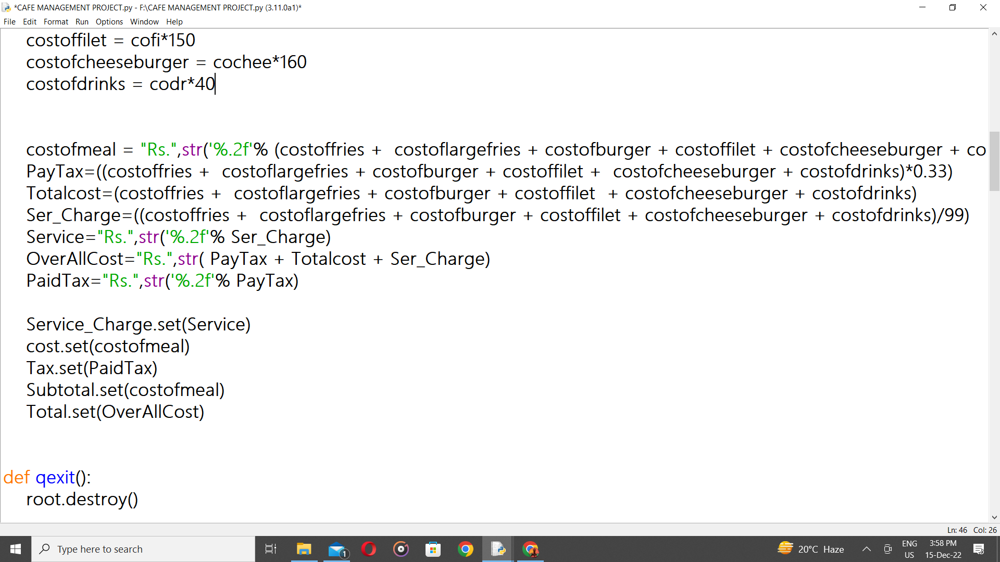 *CAFE MANAGEMENT PROJECT.py - F:\CAFE MANAGEMENT PROJECT.py (3.11.0a1)*
File Edit Format Run Options Window Help
costoffilet = cofi*150
costofcheeseburger = cochee*160
costofdrinks = codr*40
costofmeal = "Rs.",str('%.2f'% (costoffries +  costoflargefries + costofburger + costoffilet + costofcheeseburger + co
PayTax=((costoffries +  costoflargefries + costofburger + costoffilet +  costofcheeseburger + costofdrinks)*0.33)
Totalcost=(costoffries +  costoflargefries + costofburger + costoffilet  + costofcheeseburger + costofdrinks)
Ser_Charge=((costoffries +  costoflargefries + costofburger + costoffilet + costofcheeseburger + costofdrinks)/99)
Service="Rs.",str('%.2f'% Ser_Charge)
OverAllCost="Rs.",str( PayTax + Totalcost + Ser_Charge)
PaidTax="Rs.",str('%.2f'% PayTax)
Service_Charge.set(Service)
cost.set(costofmeal)
Tax.set(PaidTax)
Subtotal.set(costofmeal)
Total.set(OverAllCost)
def qexit():
root.destroy()
Ln: 46 Col: 26
Type here to search
1
20°C Haze
ENG
US
3:58 PM
15-Dec-22